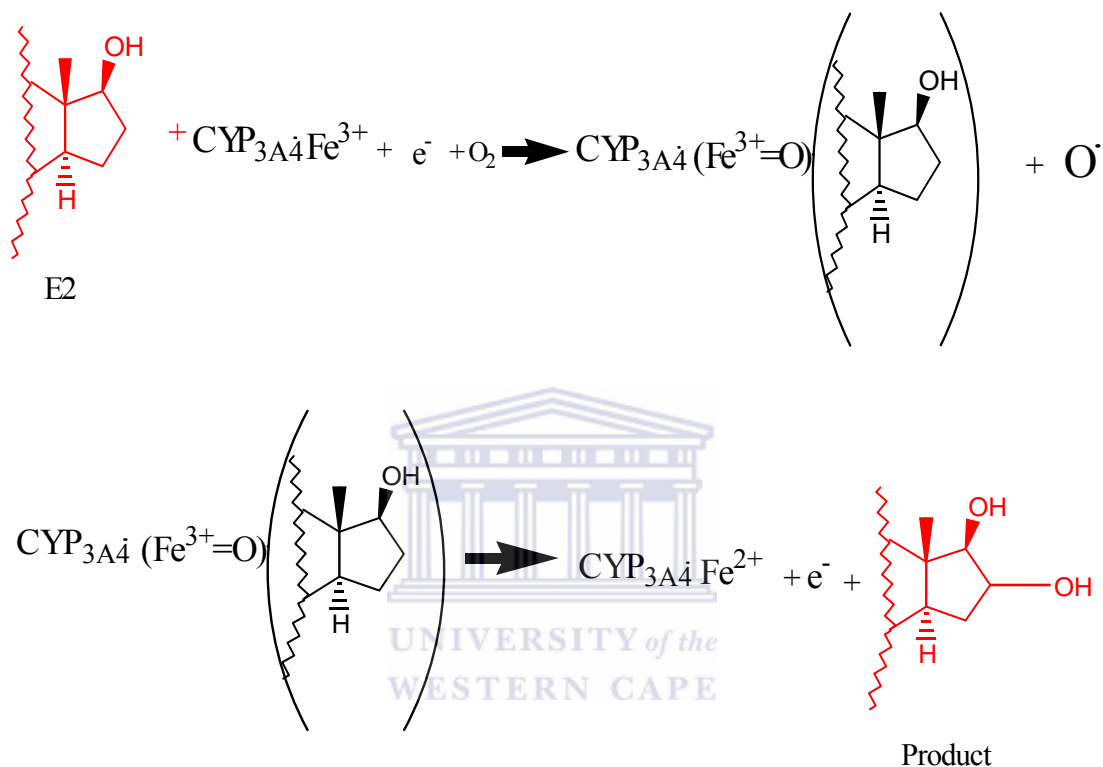 OH
H
E2
+ CYP3A4 Fe3+ + e- + O2 CYP3A4 (Fe3+=O) + O·
OH
H
CYP3A4 (Fe3+=O)
OH
H
CYP3A4 Fe2+ + e- +
OH
OH
H
Product
UNIVERSITY of the
WESTERN CAPE